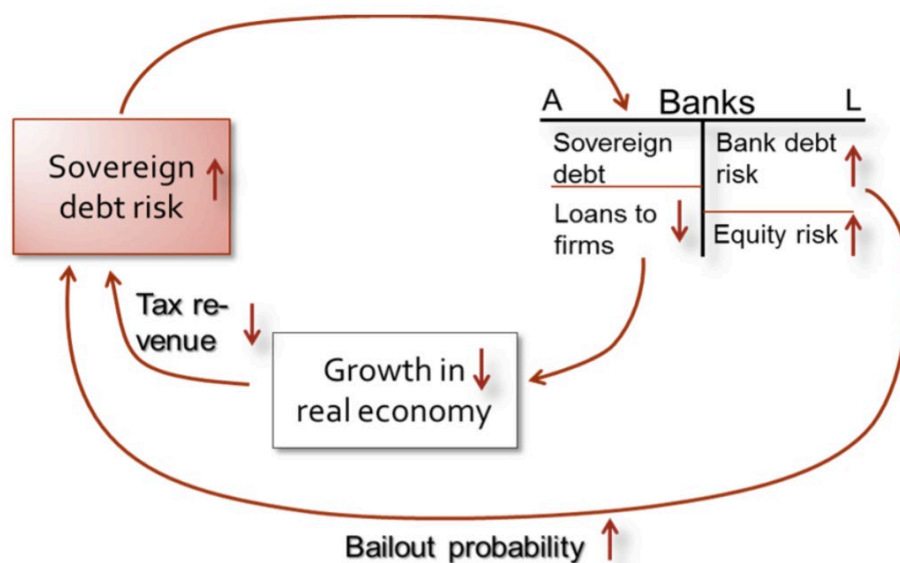 A Banks L
Sovereign
debt
Bank debt
risk
Loans to
firms
Equity risk
Sovereign
debt risk
Tax re-
venue
Growth in
real economy
Bailout probability